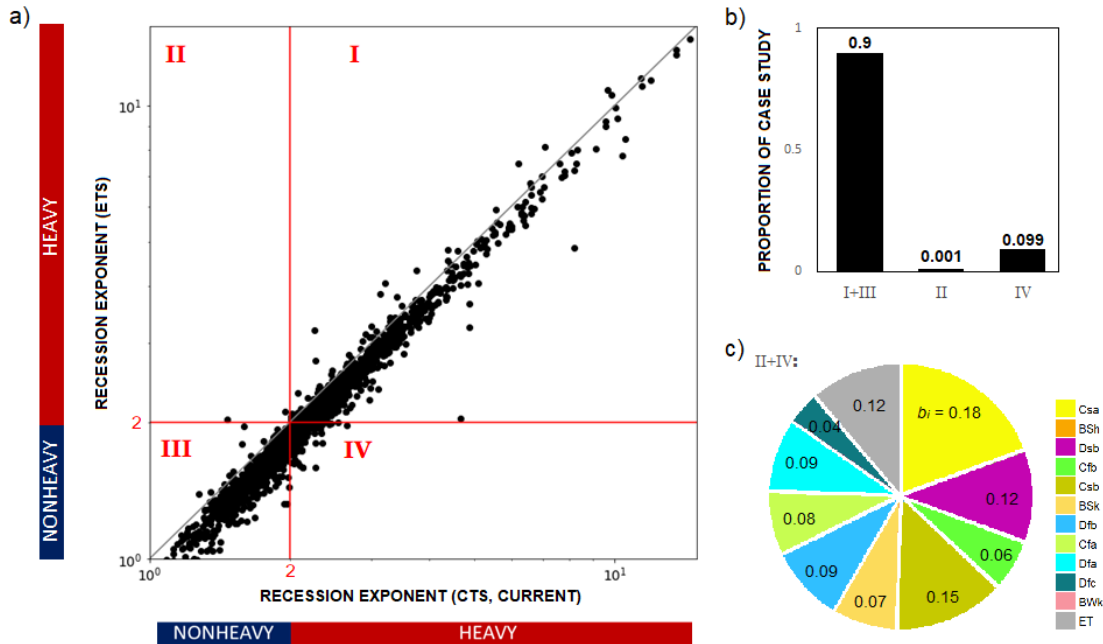 a)
HEAVY
NONHEAVY
RECESSION EXPONENT (ETS)
10¹
2
10⁰
II
I
III
IV
10⁰
2
10¹
RECESSION EXPONENT (CTS, CURRENT)
NONHEAVY
HEAVY
b)
PROPORTION OF CASE STUDY
1
0.5
0
0.9
0.001
0.099
I+III
II
IV
c)
II+IV:
bᵢ = 0.18
0.12
0.06
0.15
0.07
0.09
0.08
0.09
0.04
0.12
Csa
BSh
Dsb
Cfb
Csb
BSk
Dfb
Cfa
Dfa
Dfc
BWk
ET